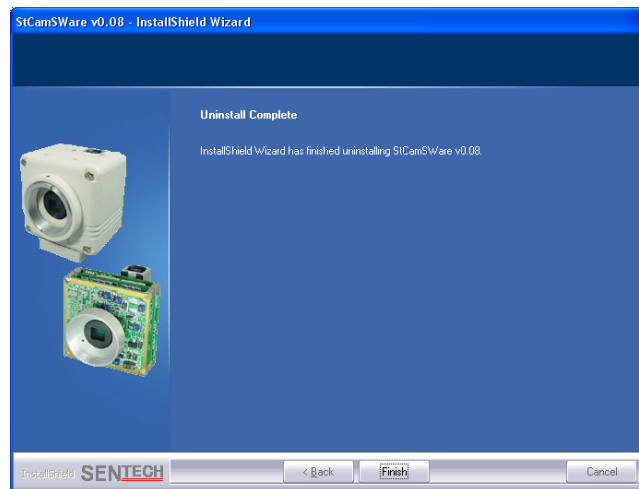 StCamSWare v0.08 - InstallShield Wizard
Uninstall Complete
InstallShield Wizard has finished uninstalling StCamSWare v0.08.
InstallShield SENTECH
< Back Finish Cancel